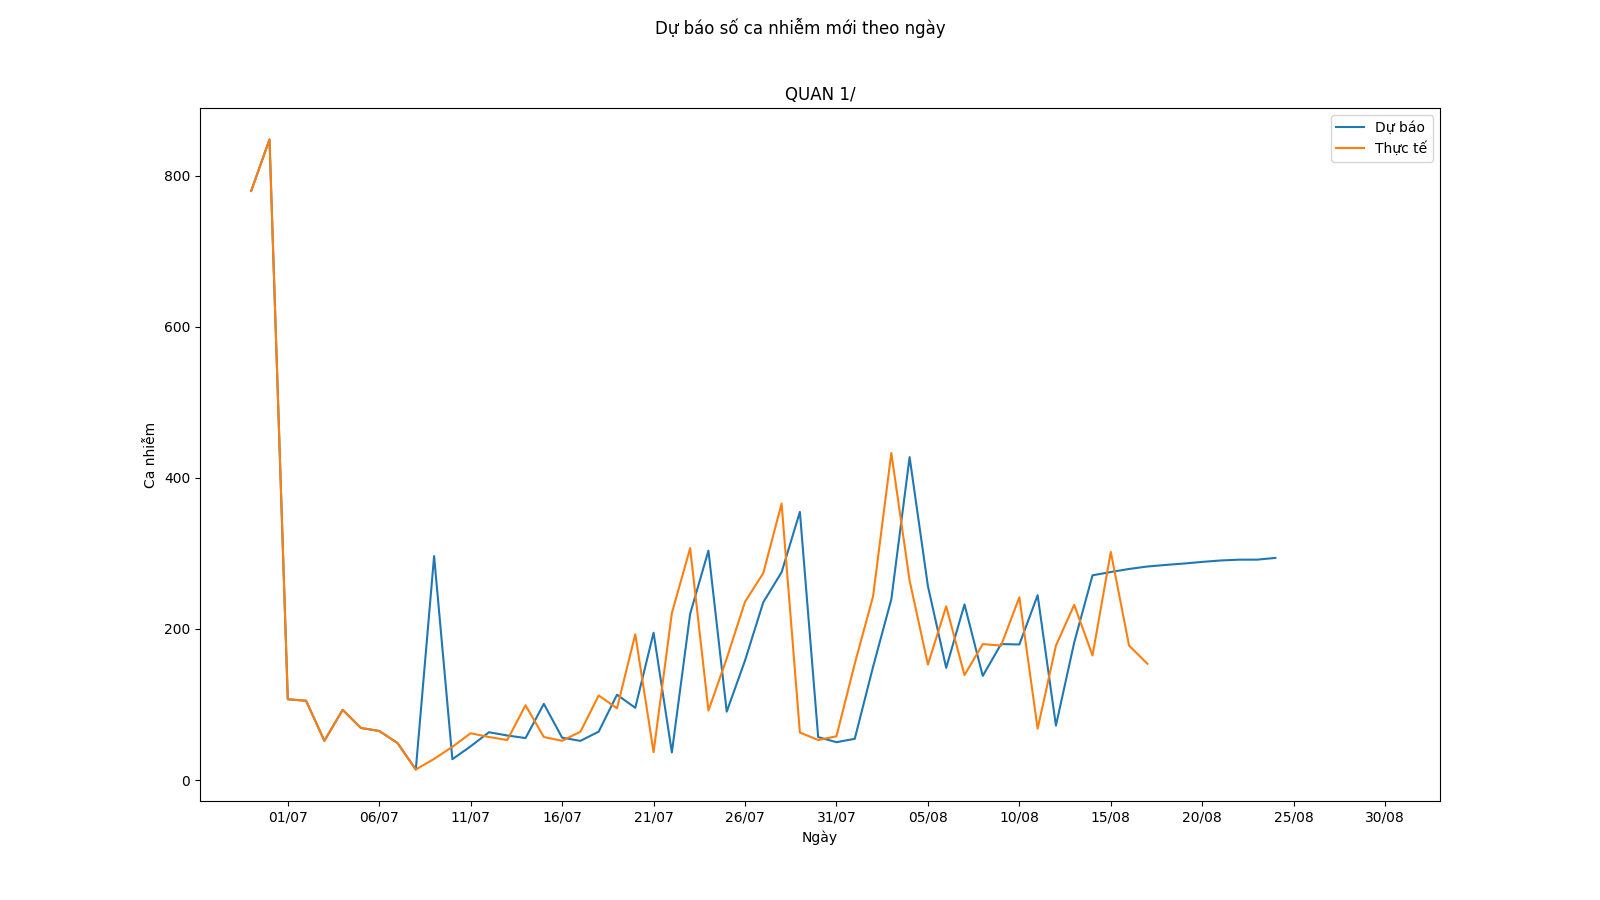 Dự báo số ca nhiễm mới theo ngày
QUAN 1/
Dự báo
Thực tế
800
600
400
200
0
Ca nhiễm
01/07 06/07 11/07 16/07 21/07 26/07 31/07 05/08 10/08 15/08 20/08 25/08 30/08
Ngày